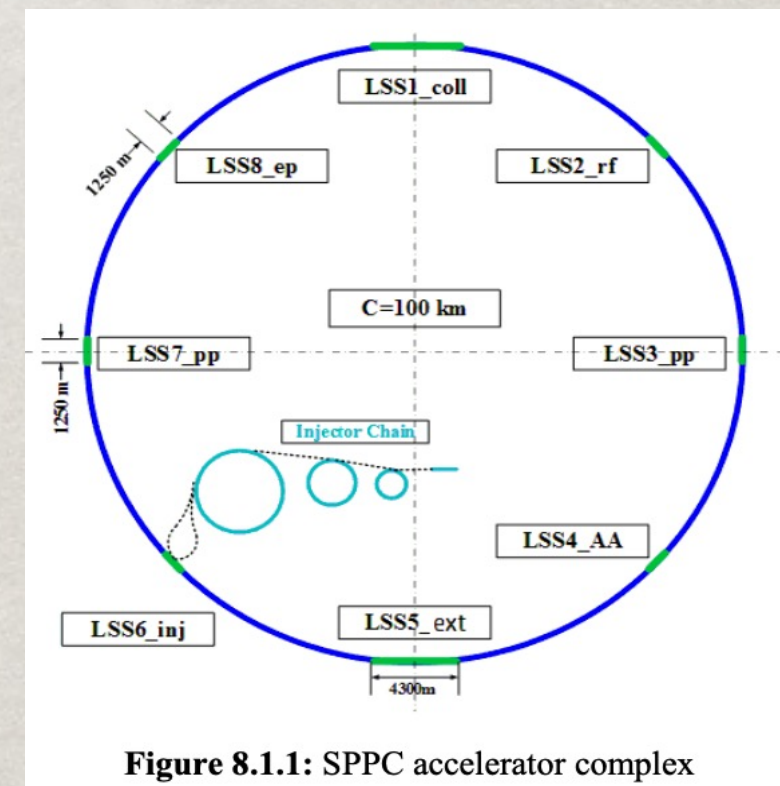 LSS1_coll
1250 m
LSS8_ep
LSS2_rf
C=100 km
LSS7_pp
LSS3_pp
1250 m
Injector Chain
LSS4_AA
LSS6_inj
LSS5_ext
4300m
Figure 8.1.1: SPPC accelerator complex